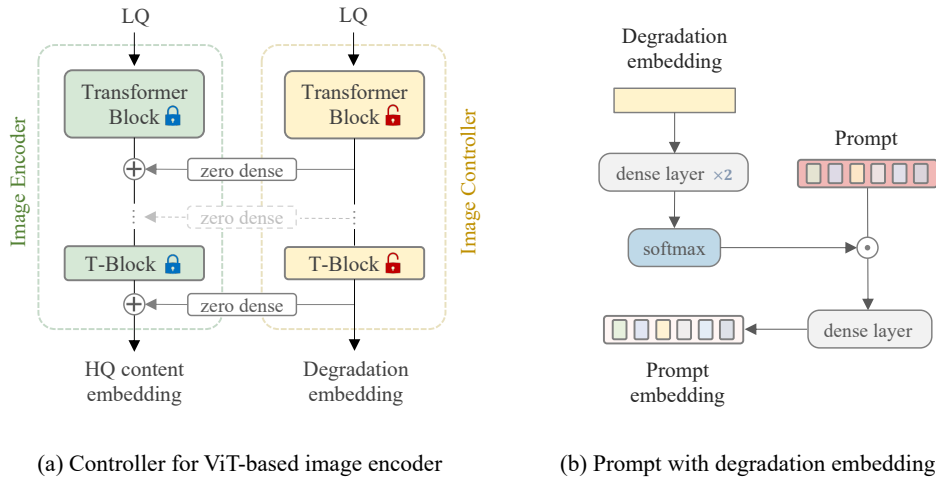 LQ
LQ
Image Encoder
Transformer
Block
Transformer
Block
Image Controller
zero dense
zero dense
T-Block
T-Block
zero dense
HQ content
embedding
Degradation
embedding
(a) Controller for ViT-based image encoder
Degradation
embedding
dense layer ×2
Prompt
softmax
dense layer
Prompt
embedding
(b) Prompt with degradation embedding